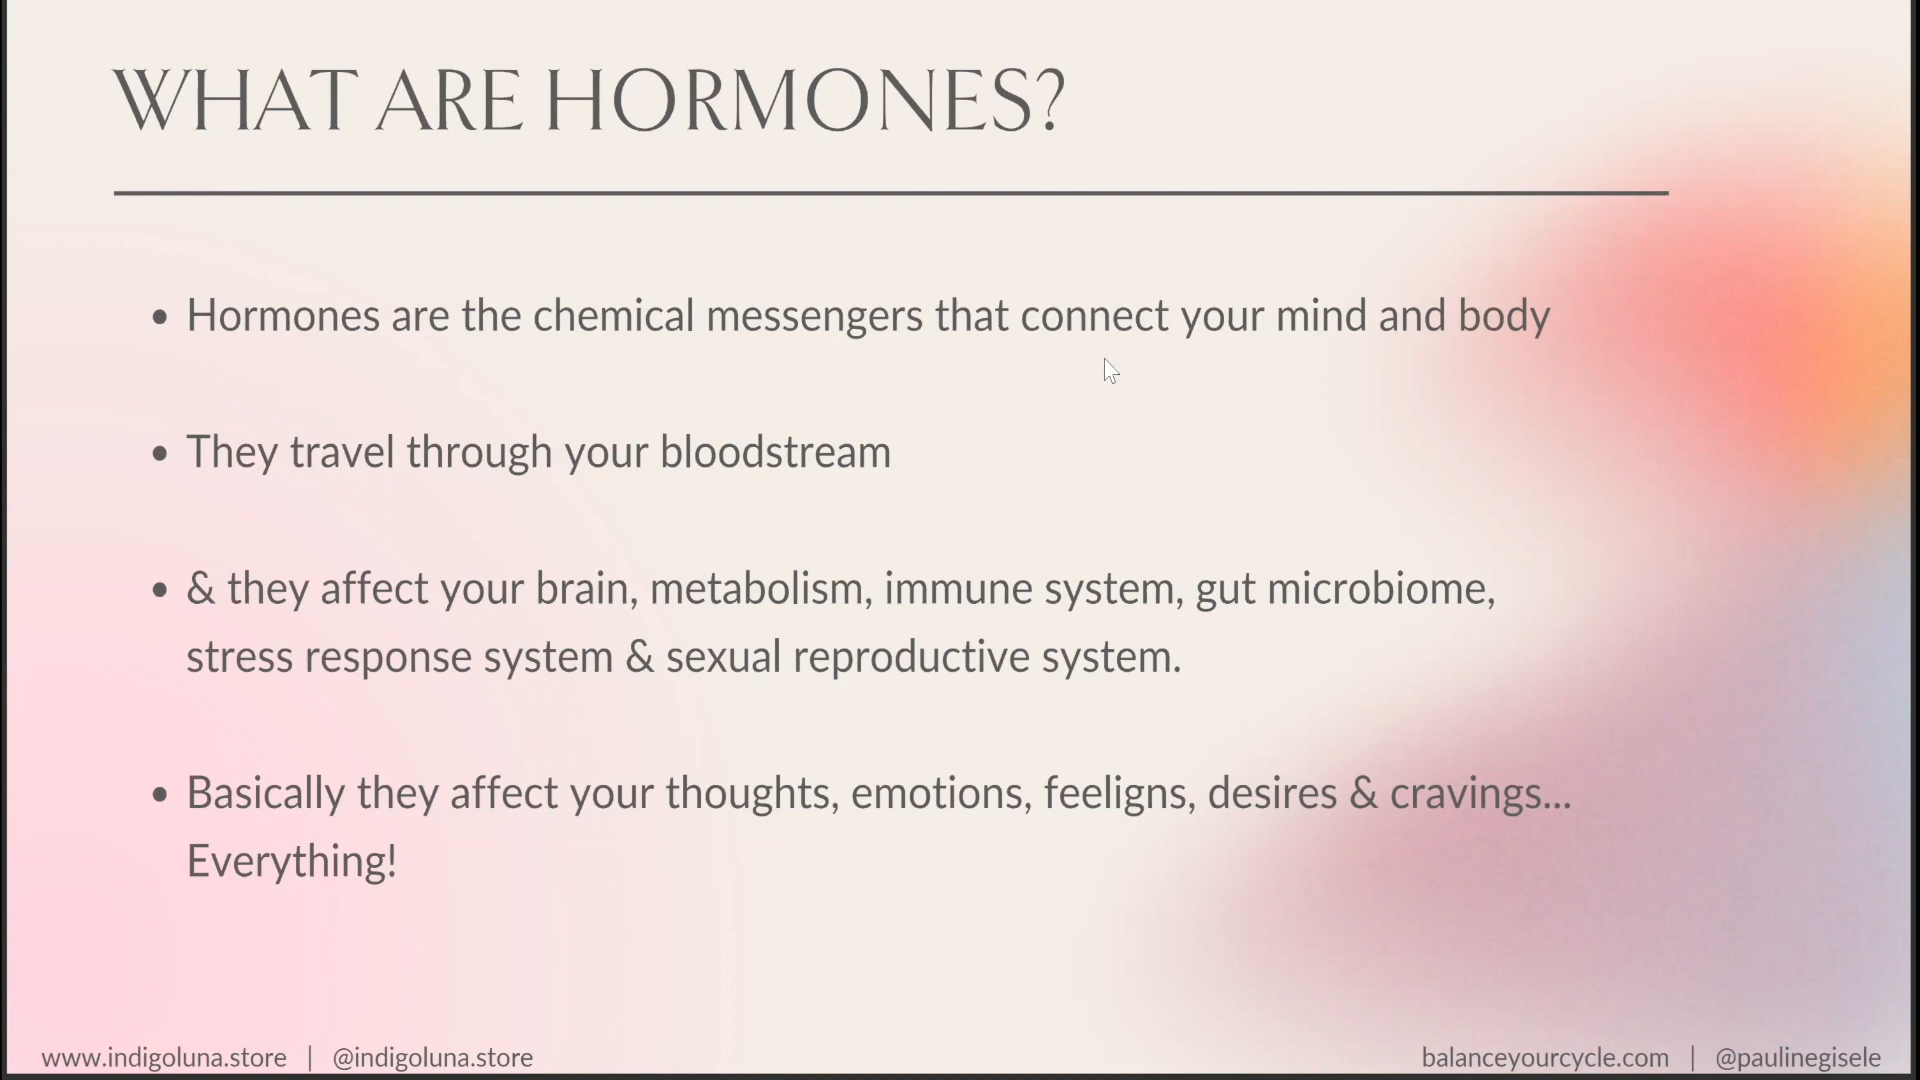 WHAT ARE HORMONES?
• Hormones are the chemical messengers that connect your mind and body
• They travel through your bloodstream
• & they affect your brain, metabolism, immune system, gut microbiome,
stress response system & sexual reproductive system.
• Basically they affect your thoughts, emotions, feeligns, desires & cravings...
Everything!
www.indigoluna.store | @indigoluna.store
balanceyourcycle.com | @paulinegisele